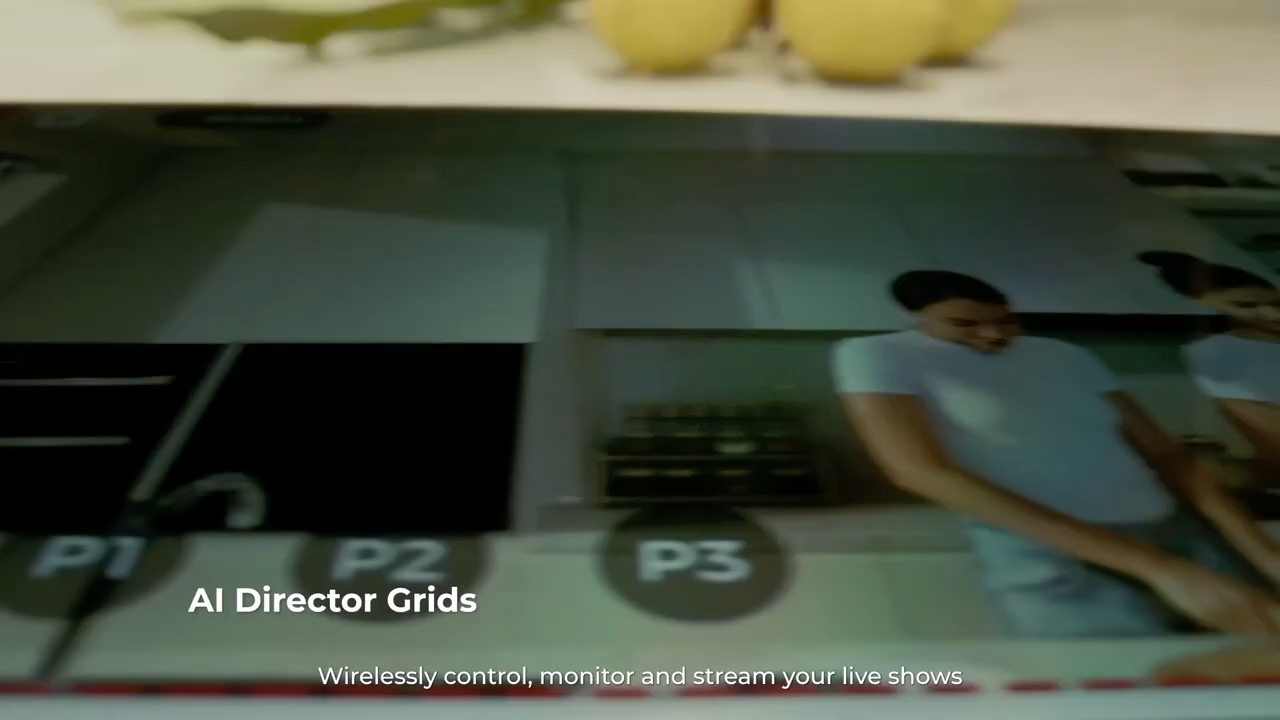 P1
P2
P3
AI Director Grids
Wirelessly control, monitor and stream your live shows